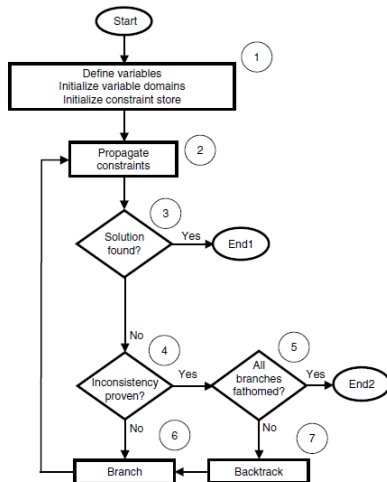 Start
1
Define variables
Initialize variable domains
Initialize constraint store
2
Propagate
constraints
3
Solution
found?
Yes
End1
No
4
Inconsistency
proven?
Yes
5
All
branches
fathomed?
Yes
End2
No
6
No
7
Branch
Backtrack